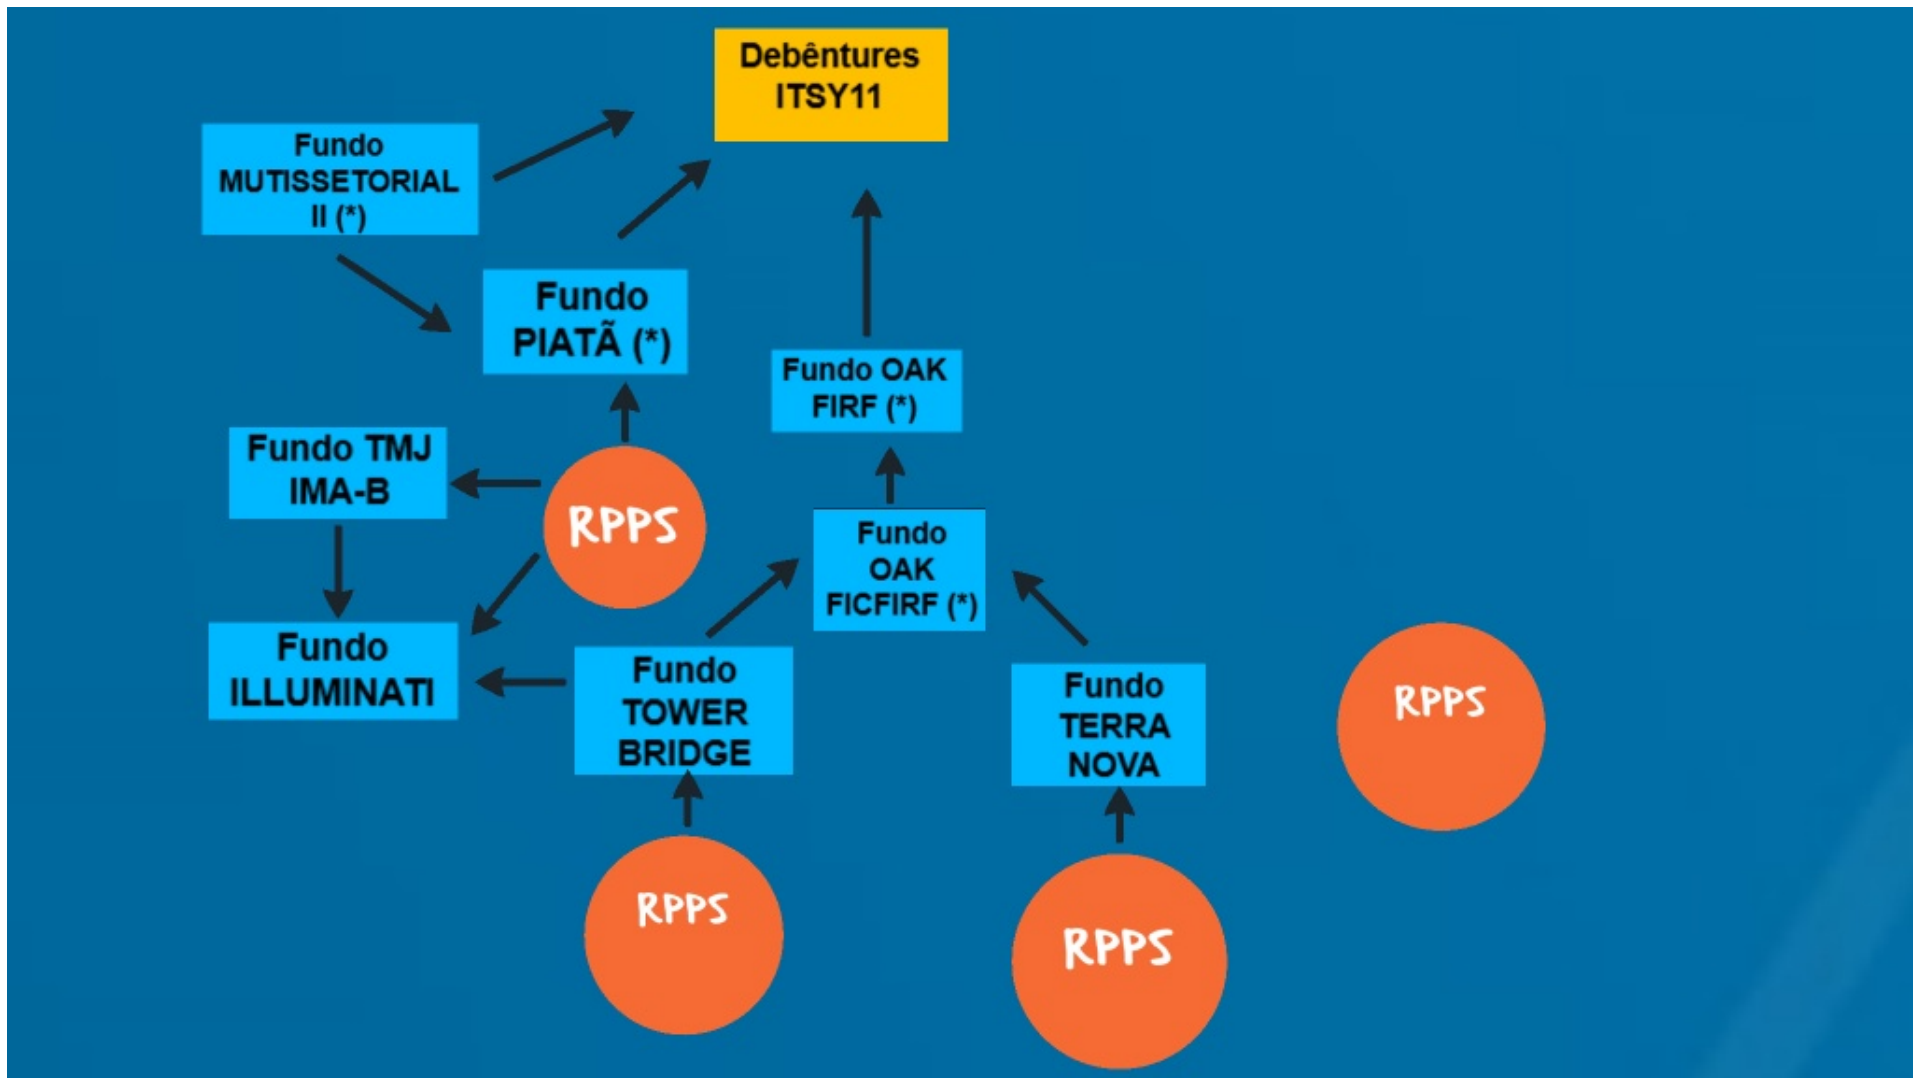 Debêntures
ITSY11
Fundo
MUTISSETORIAL
II (*)
Fundo
PIATÃ (*)
Fundo OAK
FIRF (*)
Fundo TMJ
IMA-B
RPPS
Fundo
OAK
FICFIRF (*)
Fundo
ILLUMINATI
Fundo
TOWER
BRIDGE
Fundo
TERRA
NOVA
RPPS
RPPS
RPPS